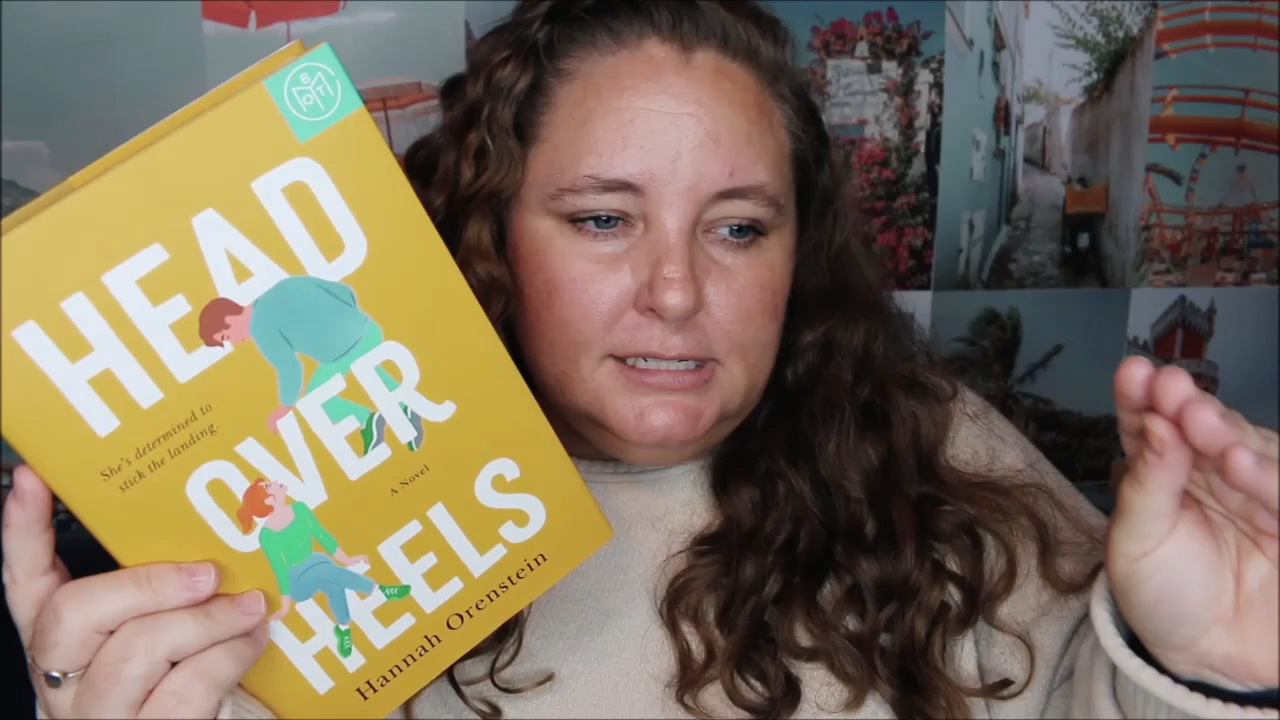 BOTM
HEAD
OVER
HEELS
She's determined to
stick the landing.
A Novel
Hannah Orenstein